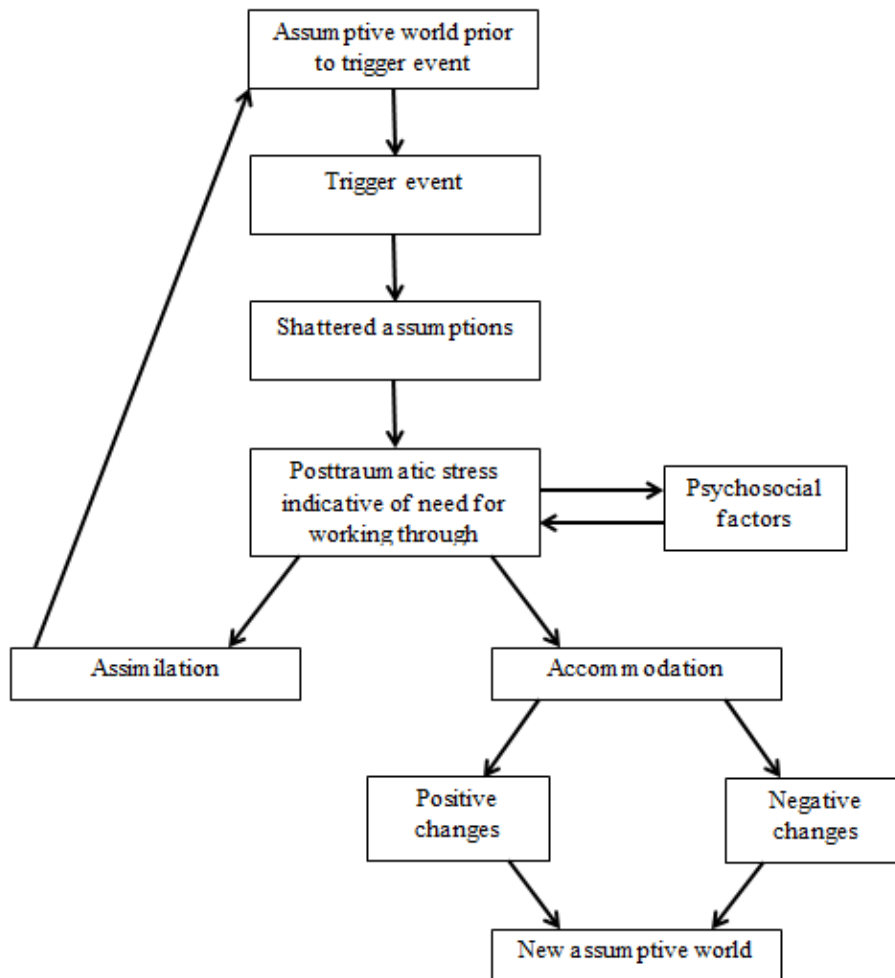 Assumptive world prior
to trigger event
Trigger event
Shattered assumptions
Posttraumatic stress
indicative of need for
working through
Psychosocial
factors
Assimilation
Accommodation
Positive
changes
Negative
changes
New assumptive world